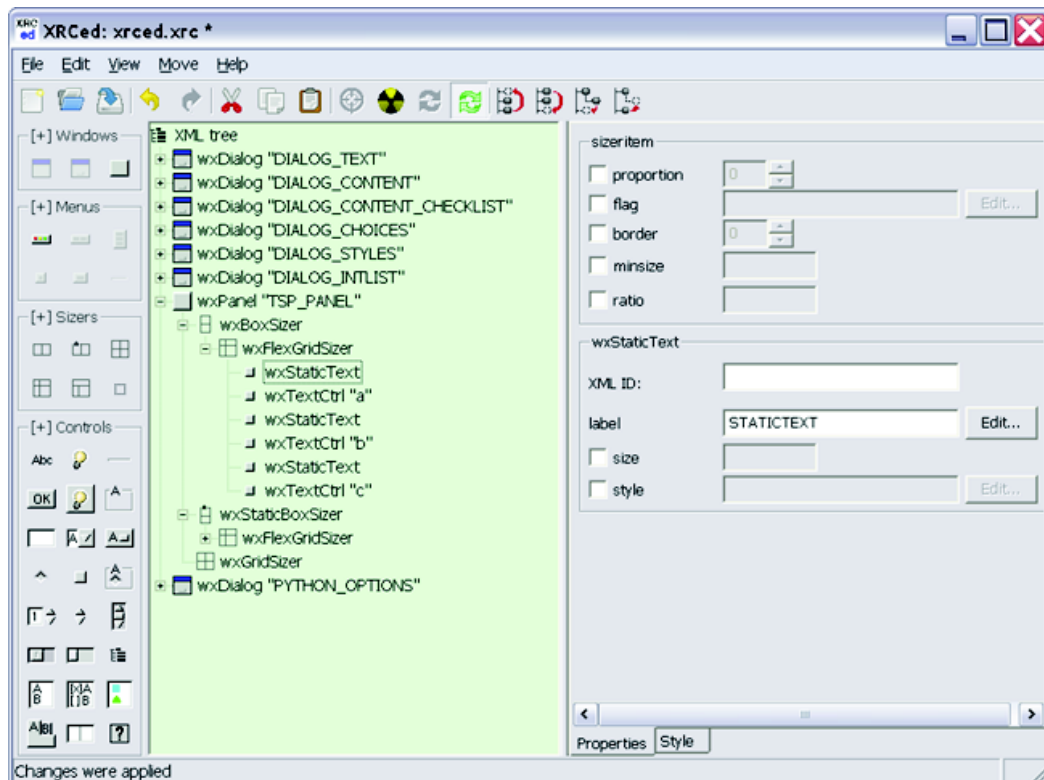 XRCed: xrced.xrc *
File Edit View Move Help
[+] Windows
[+] Menus
[+] Sizers
[+] Controls
Abc
OK
XML tree
wxDialog "DIALOG_TEXT"
wxDialog "DIALOG_CONTENT"
wxDialog "DIALOG_CONTENT_CHECKLIST"
wxDialog "DIALOG_CHOICES"
wxDialog "DIALOG_STYLES"
wxDialog "DIALOG_INTLIST"
wxPanel "TSP_PANEL"
wxBoxSizer
wxFlexGridSizer
wxStaticText
wxTextCtrl "a"
wxStaticText
wxTextCtrl "b"
wxStaticText
wxTextCtrl "c"
wxStaticBoxSizer
wxFlexGridSizer
wxGridSizer
wxDialog "PYTHON_OPTIONS"
sizeritem
proportion 0
flag Edit...
border 0
minsize
ratio
wxStaticText
XML ID:
label STATICTEXT Edit...
size
style Edit...
Properties Style
Changes were applied